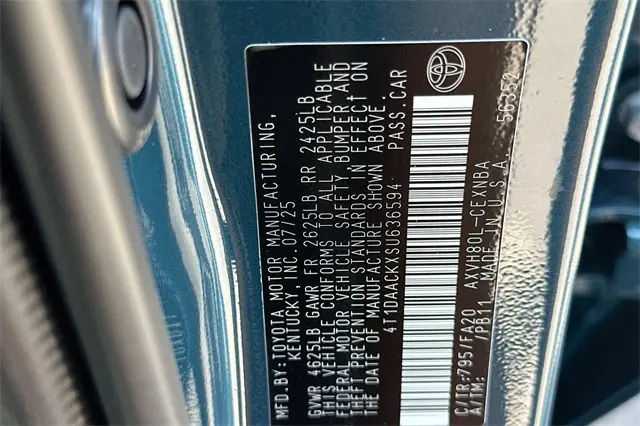 MFD.BY:TOYOTA MOTOR MANUFACTURING,
KENTUCKY, INC. 07/25
GVWR 4625LB GAWR FR 2625LB RR 2425LB
THIS VEHICLE CONFORMS TO ALL APPLICABLE
FEDERAL MOTOR VEHICLE SAFETY, BUMPER, AND
THEFT PREVENTION STANDARDS IN EFFECT ON
THE DATE OF MANUFACTURE SHOWN ABOVE.
4T1DAACKXSU636594 PASS.CAR
C/TR:795/FA20 AXVH80L-CEXNBA 56352
A/TM: /P611 MADE IN U.S.A.